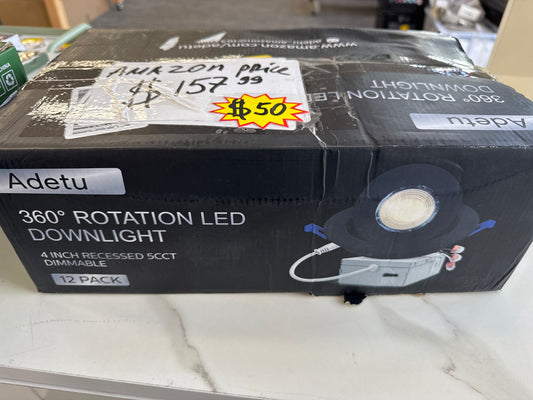 www.amazon.com/adetu
AMAZON price
$157.99
$50
360° ROTATION LED
DOWNLIGHT
Adetu
Adetu
360° ROTATION LED
DOWNLIGHT
4 INCH RECESSED 5CCT
DIMMABLE
12 PACK